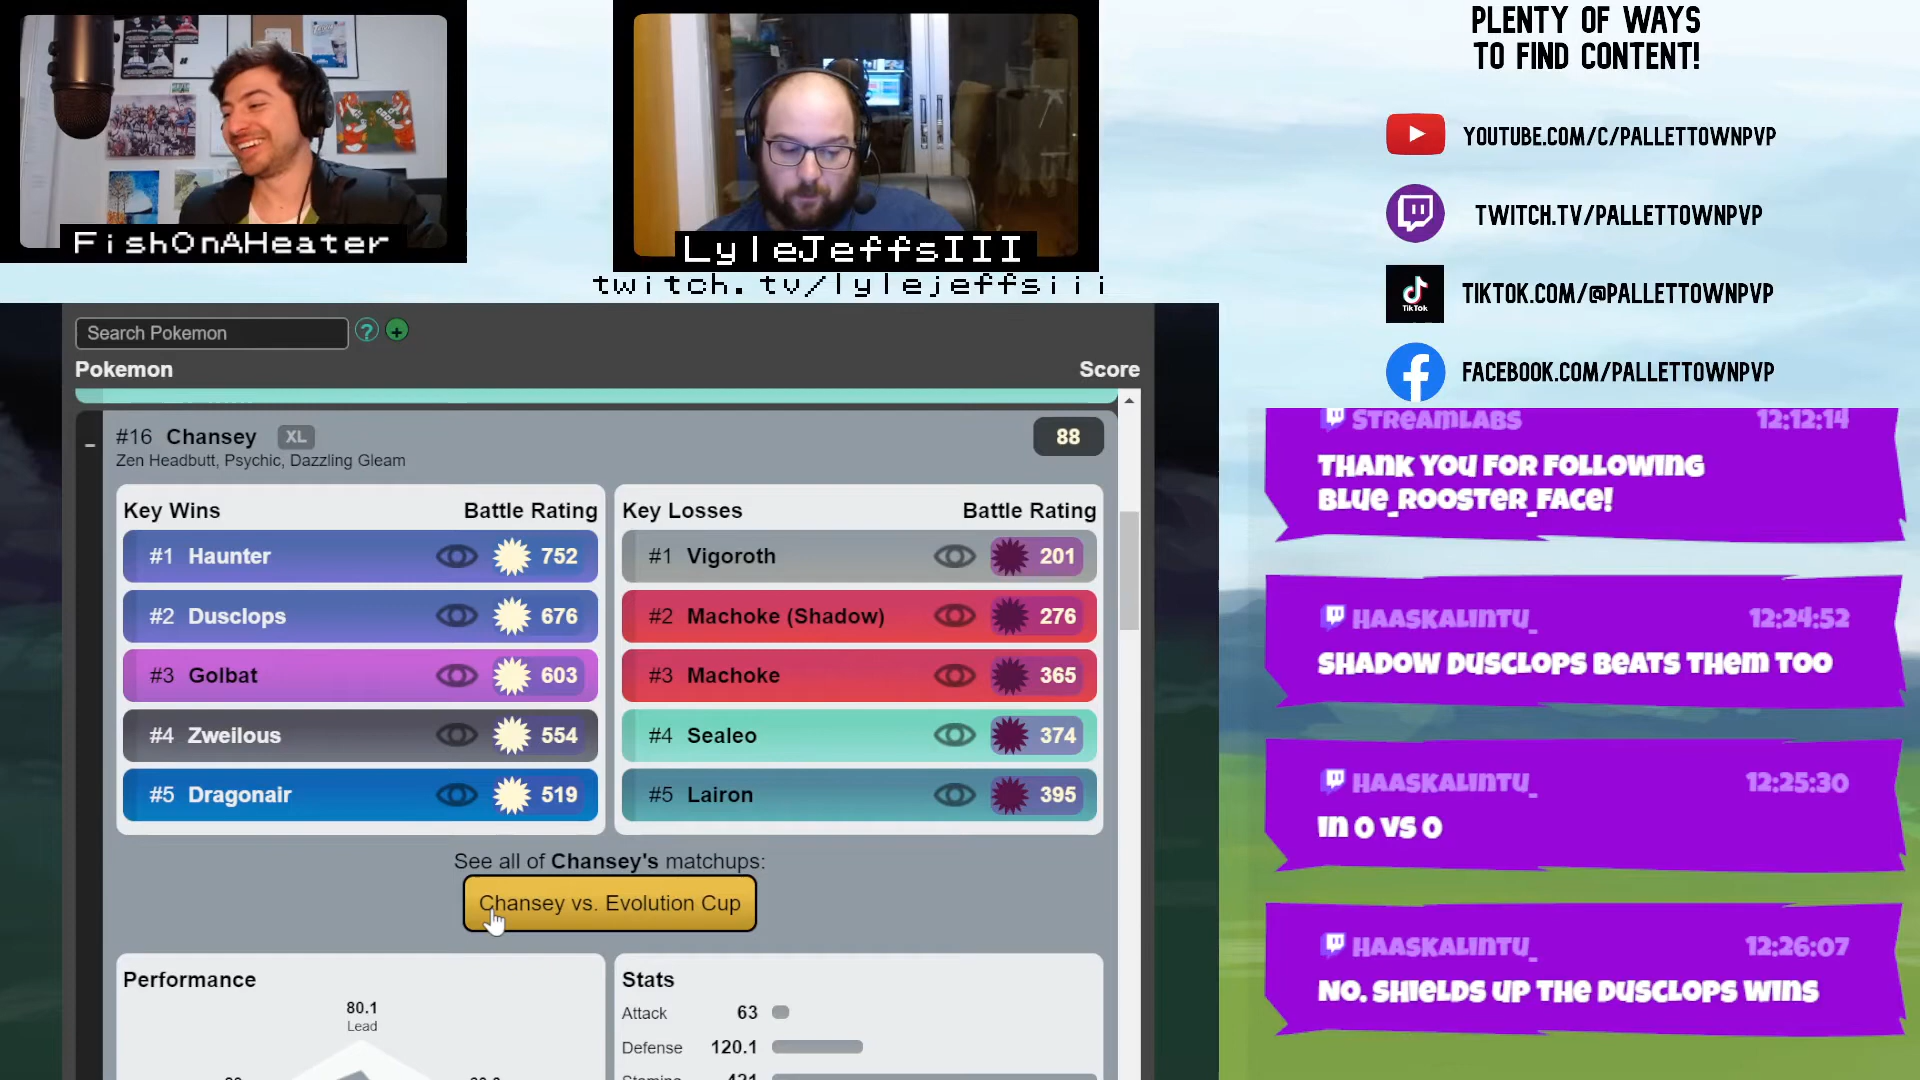 FishOnAHeater
LyleJeffsIII
twitch.tv/lylejeffsiii
PLENTY OF WAYS
TO FIND CONTENT!
YOUTUBE.COM/C/PALLETTOWNPVP
TWITCH.TV/PALLETTOWNPVP
TikTok
TIKTOK.COM/@PALLETTOWNPVP
FACEBOOK.COM/PALLETTOWNPVP
Search Pokemon ? +
Pokemon Score
#16 Chansey XL 88
Zen Headbutt, Psychic, Dazzling Gleam
Key Wins Battle Rating
#1 Haunter 752
#2 Dusclops 676
#3 Golbat 603
#4 Zweilous 554
#5 Dragonair 519
Key Losses Battle Rating
#1 Vigoroth 201
#2 Machoke (Shadow) 276
#3 Machoke 365
#4 Sealeo 374
#5 Lairon 395
See all of Chansey's matchups:
Chansey vs. Evolution Cup
Performance
80.1
Lead
Stats
Attack 63
Defense 120.1
STREAMLABS 12:12:14
THANK YOU FOR FOLLOWING
BLUE_ROOSTER_FACE!
HAASKALINTU_ 12:24:52
SHADOW DUSCLOPS BEATS THEM TOO
HAASKALINTU_ 12:25:30
IN 0 VS 0
HAASKALINTU_ 12:26:07
NO. SHIELDS UP THE DUSCLOPS WINS